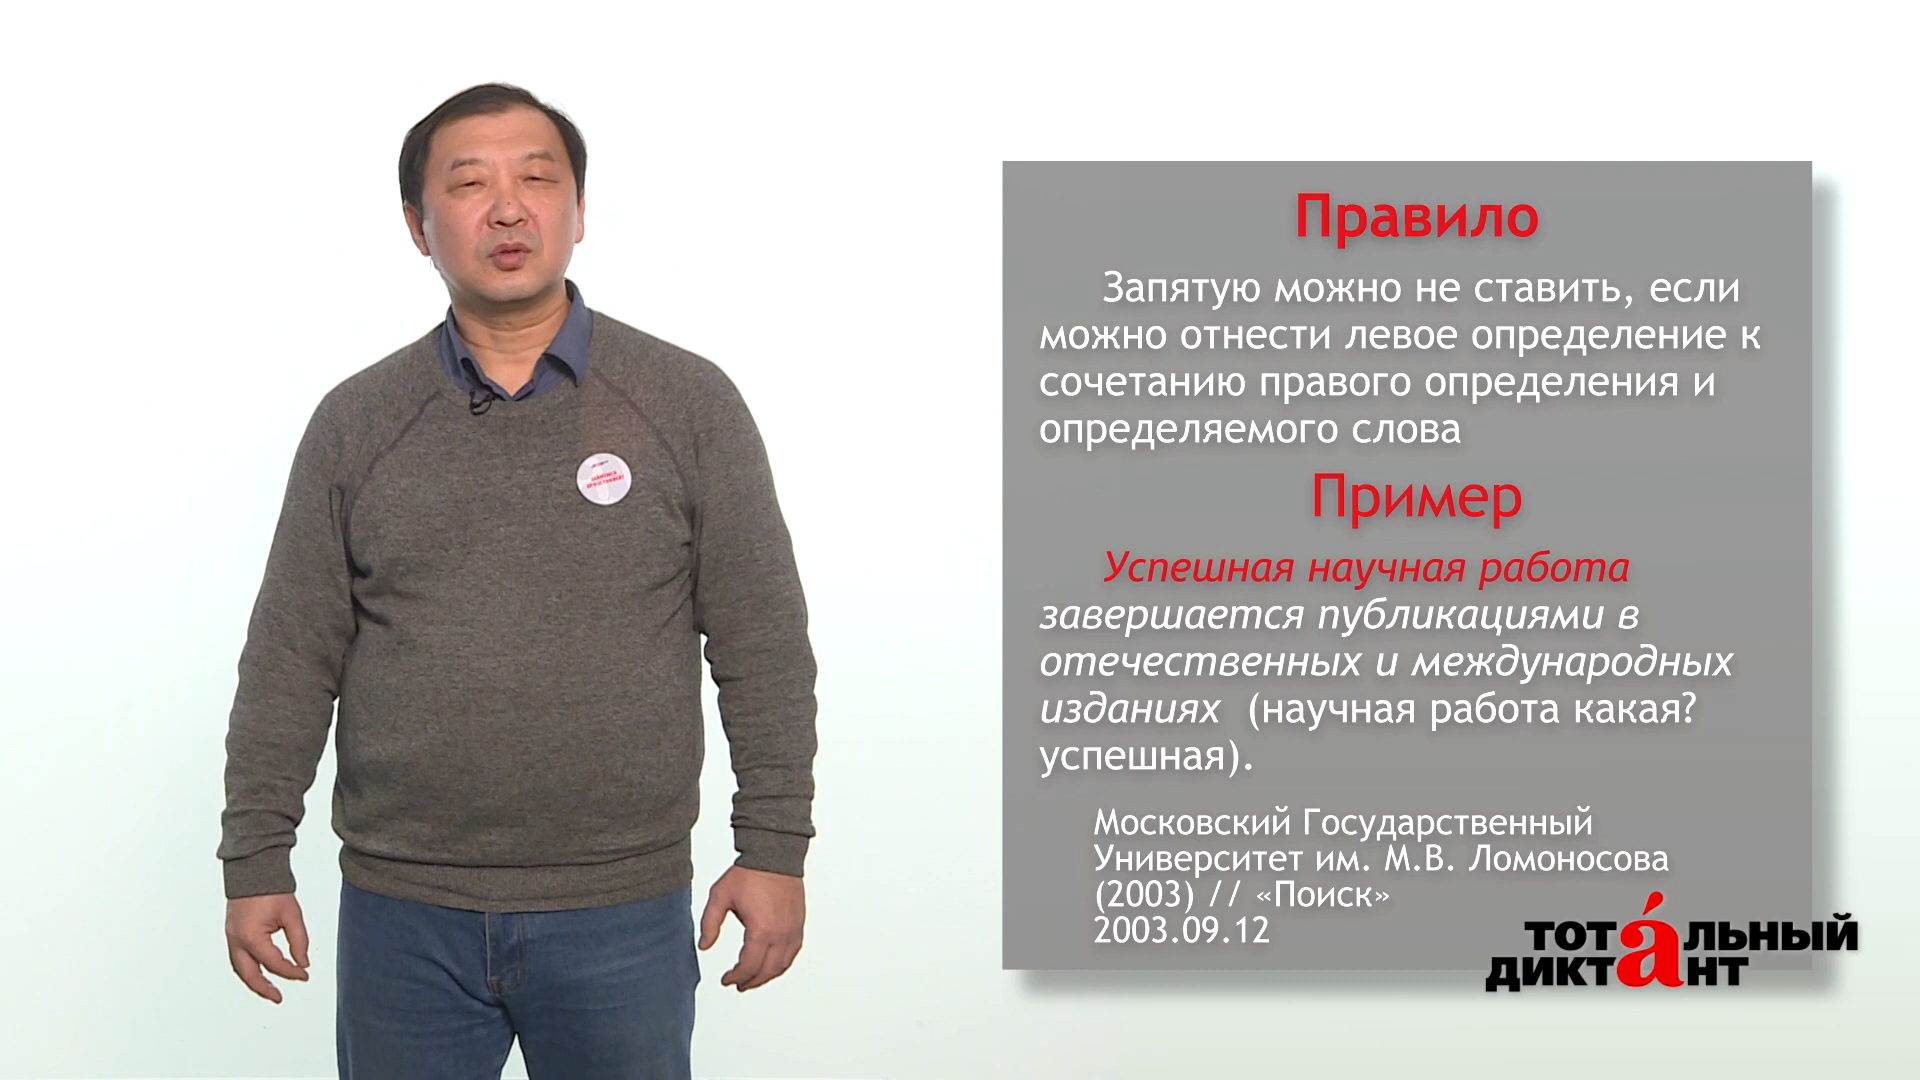 Правило
Запятую можно не ставить, если
можно отнести левое определение к
сочетанию правого определения и
определяемого слова
Пример
Успешная научная работа
завершается публикациями в
отечественных и международных
изданиях (научная работа какая?
успешная).
Московский Государственный
Университет им. М.В. Ломоносова
(2003) // «Поиск»
2003.09.12
тота́льный
диктант